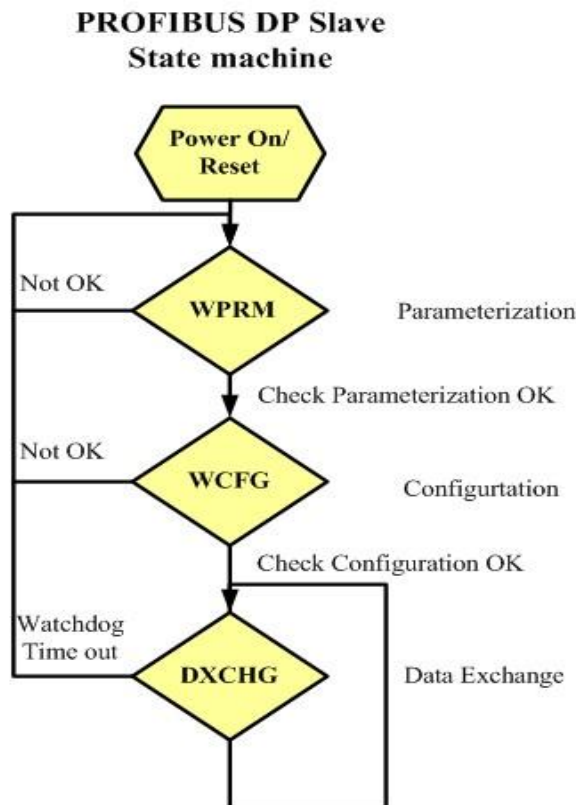 PROFIBUS DP Slave
State machine
Power On/
Reset
Not OK
WPRM
Parameterization
Check Parameterization OK
Not OK
WCFG
Configurtation
Check Configuration OK
Watchdog
Time out
DXCHG
Data Exchange